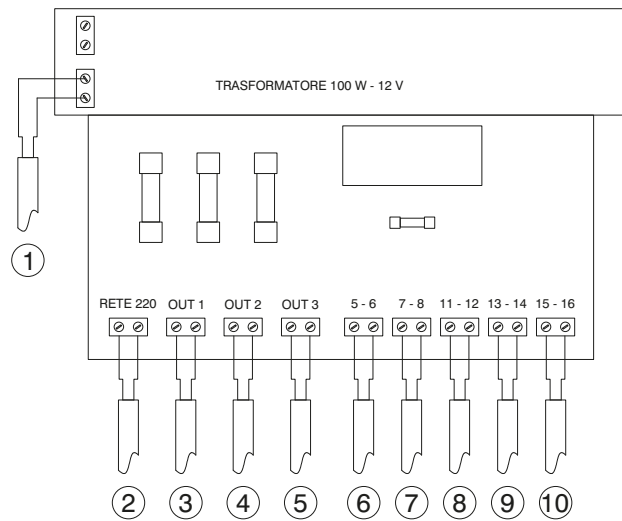 TRASFORMATORE 100 W - 12 V
1
RETE 220 OUT 1 OUT 2 OUT 3 5 - 6 7 - 8 11 - 12 13 - 14 15 - 16
2 3 4 5 6 7 8 9 10